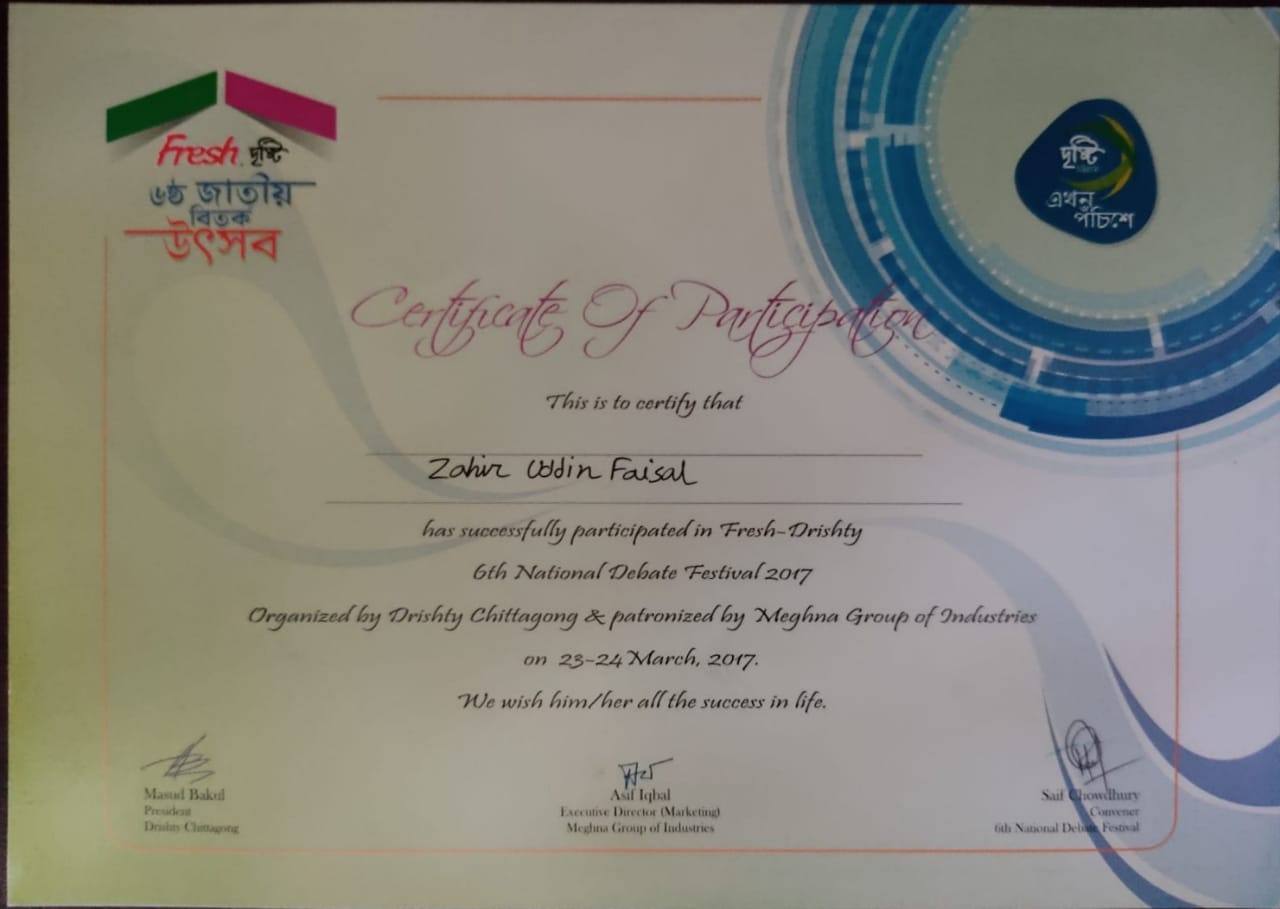 Fresh দৃষ্টি
৬ষ্ঠ জাতীয়
বিতর্ক
উৎসব
দৃষ্টি
এখন
পঁচিশে
Certificate Of Participation
This is to certify that
Zahir Uddin Faisal
has successfully participated in Fresh-Drishty
6th National Debate Festival 2017
Organized by Drishty Chittagong & patronized by Meghna Group of Industries
on 23-24 March, 2017.
We wish him/her all the success in life.
Masud Bakul
President
Drishty Chittagong
Asif Iqbal
Executive Director (Marketing)
Meghna Group of Industries
Saif Chowdhury
Convener
6th National Debate Festival